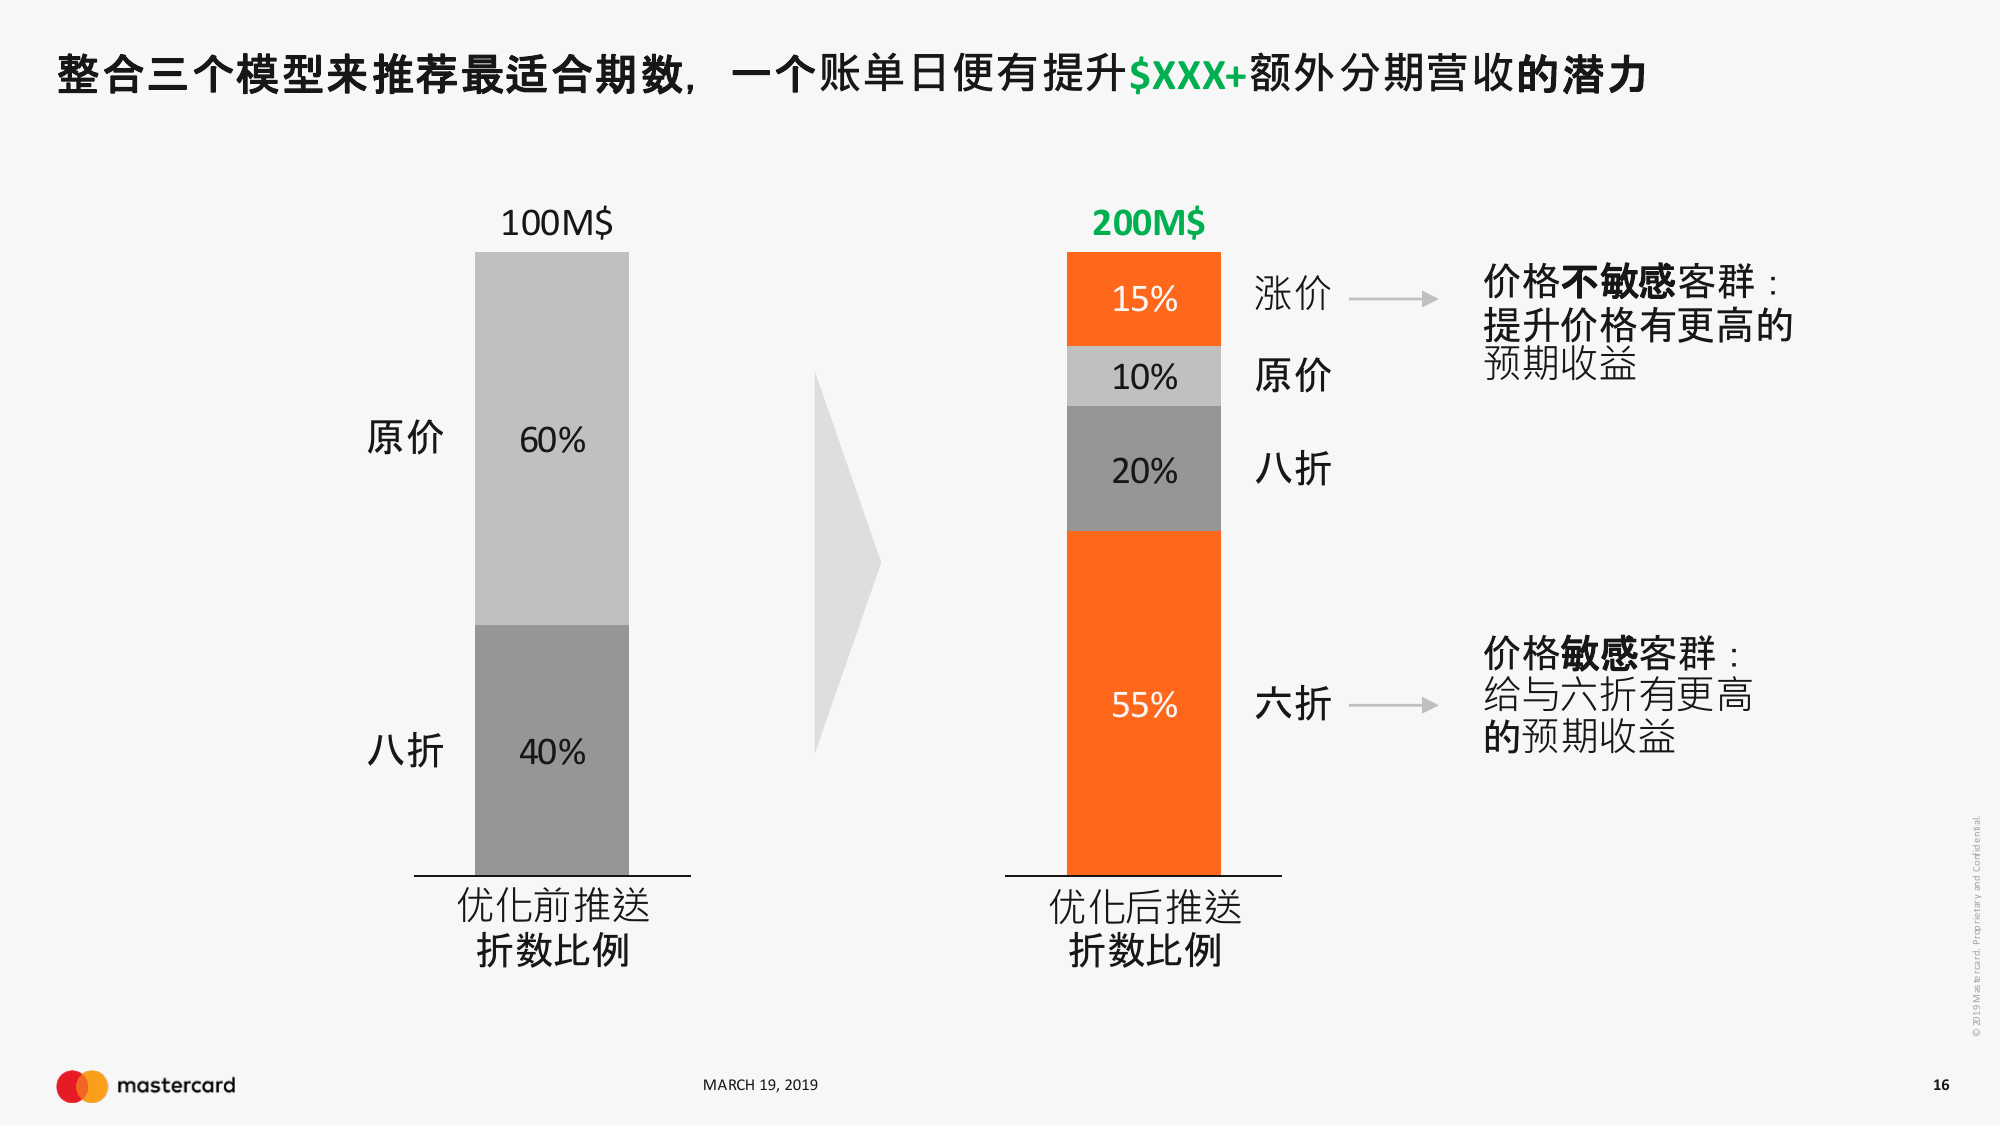 整合三个模型来推荐最适合期数，一个账单日便有提升$XXX+额外分期营收的潜力
100M$
原价
60%
八折
40%
优化前推送
折数比例
200M$
15%
涨价
10%
原价
20%
八折
55%
六折
优化后推送
折数比例
价格不敏感客群：
提升价格有更高的
预期收益
价格敏感客群：
给与六折有更高
的预期收益
© 2019 Mastercard. Proprietary and Confidential.
mastercard
MARCH 19, 2019
16